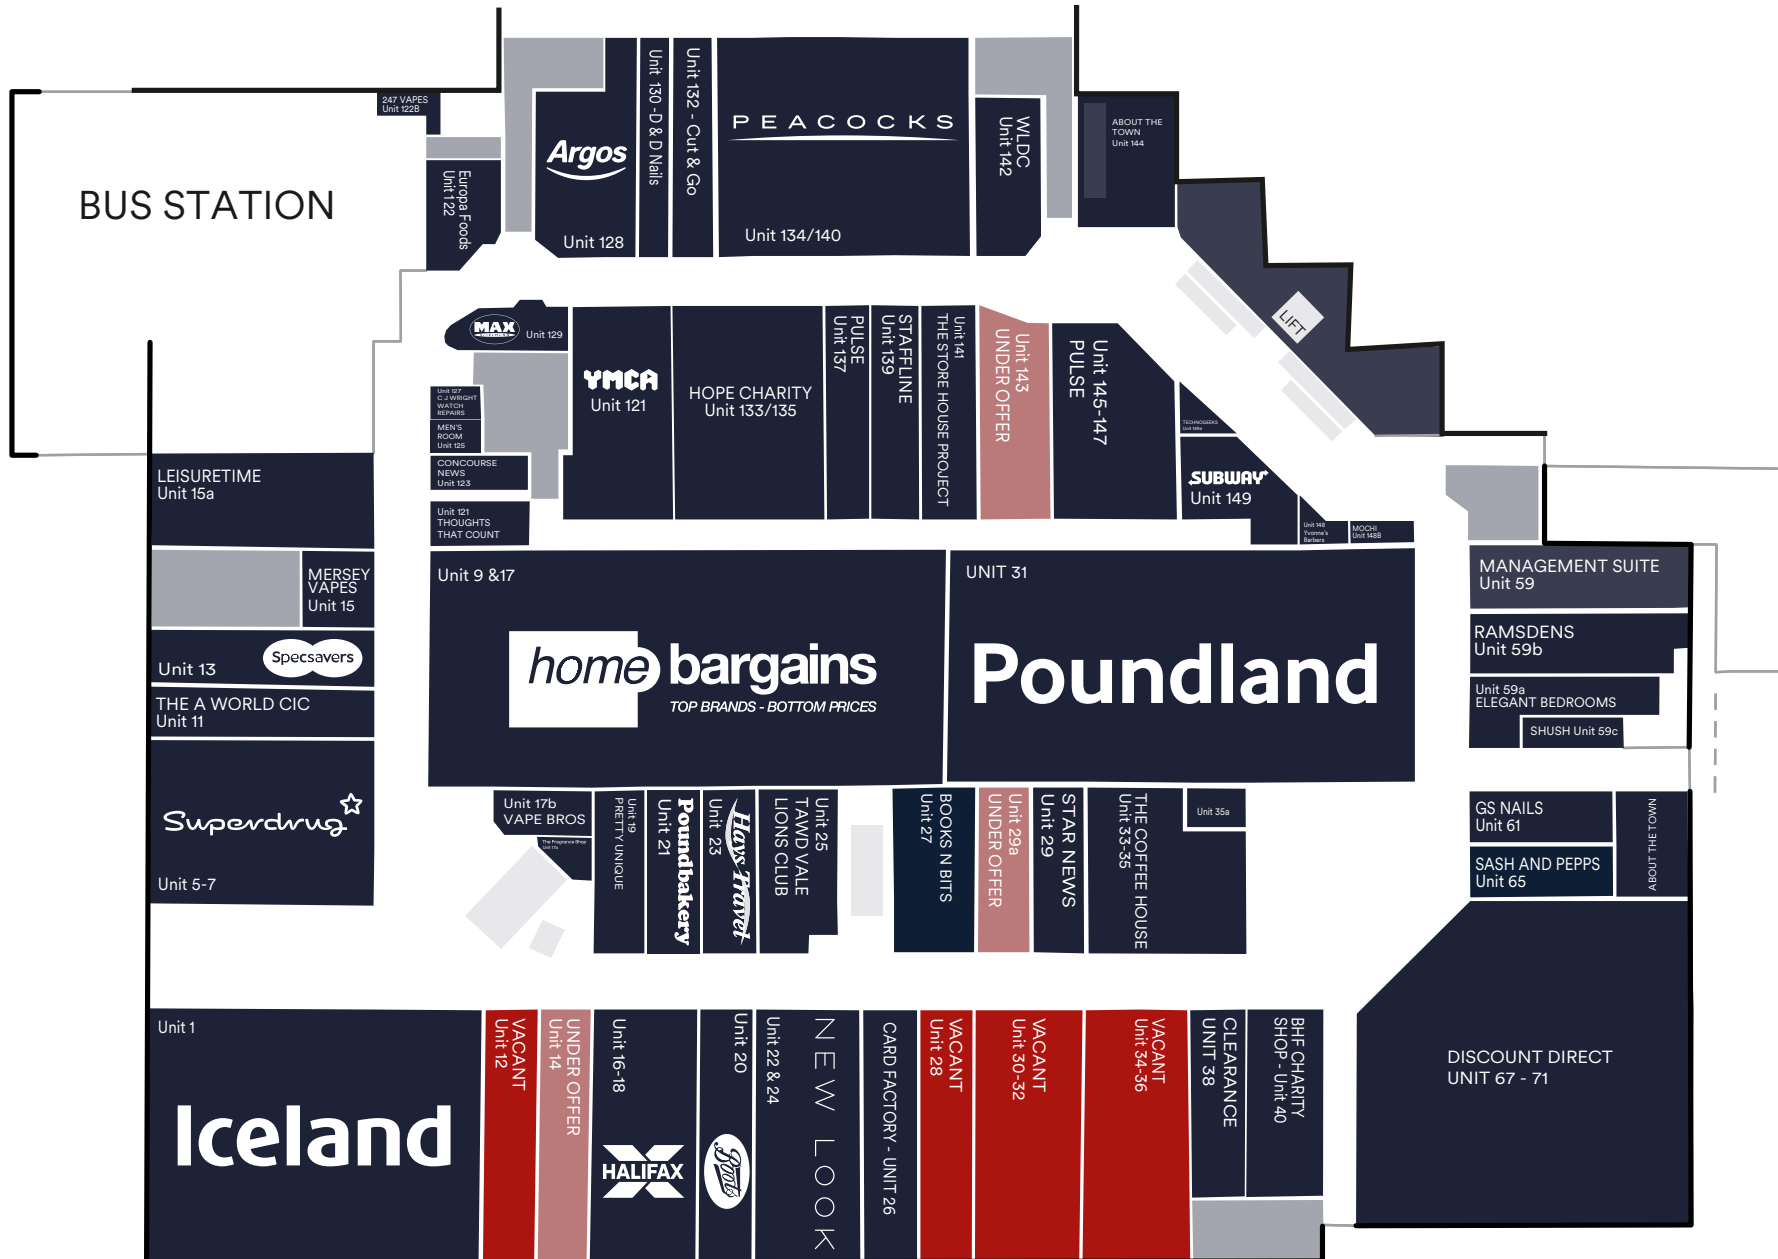 247 VAPES
Unit 122B
BUS STATION
Europa Foods
Unit 122
Argos
Unit 128
Unit 130 - D & D Nails
Unit 132 - Cut & Go
PEACOCKS
Unit 134/140
WLDC
Unit 142
ABOUT THE
TOWN
Unit 144
LIFT
MAX
Unit 129
Unit 127
C J WRIGHT
WATCH
REPAIRS
MEN'S
ROOM
Unit 125
CONCOURSE
NEWS
Unit 123
Unit 121
THOUGHTS
THAT COUNT
YMCA
Unit 121
HOPE CHARITY
Unit 133/135
PULSE
Unit 137
STAFFLINE
Unit 139
Unit 141
THE STORE HOUSE PROJECT
Unit 143
UNDER OFFER
Unit 145-147
PULSE
TECHNOGEEKS
Unit 149a
SUBWAY
Unit 149
Unit 148
Yvonne's
Barbers
MOCHI
Unit 148B
LEISURETIME
Unit 15a
MERSEY
VAPES
Unit 15
Unit 13
Specsavers
THE A WORLD CIC
Unit 11
Superdrug
Unit 5-7
Unit 9 &17
home bargains
TOP BRANDS - BOTTOM PRICES
UNIT 31
Poundland
MANAGEMENT SUITE
Unit 59
RAMSDENS
Unit 59b
Unit 59a
ELEGANT BEDROOMS
SHUSH Unit 59c
Unit 17b
VAPE BROS
The Fragrance Shop
Unit 19
PRETTY UNIQUE
Poundbakery
Unit 21
Hays Travel
Unit 23
Unit 25
TAWD VALE
LIONS CLUB
BOOKS N BITS
Unit 27
Unit 29a
UNDER OFFER
STAR NEWS
Unit 29
THE COFFEE HOUSE
Unit 33-35
Unit 35a
GS NAILS
Unit 61
SASH AND PEPPS
Unit 65
ABOUT THE TOWN
Unit 1
Iceland
VACANT
Unit 12
UNDER OFFER
Unit 14
Unit 16-18
HALIFAX
Unit 20
Boots
Unit 22 & 24
NEW LOOK
CARD FACTORY - UNIT 26
VACANT
Unit 28
VACANT
Unit 30-32
VACANT
Unit 34-36
CLEARANCE
UNIT 38
BHF CHARITY
SHOP - Unit 40
DISCOUNT DIRECT
UNIT 67 - 71